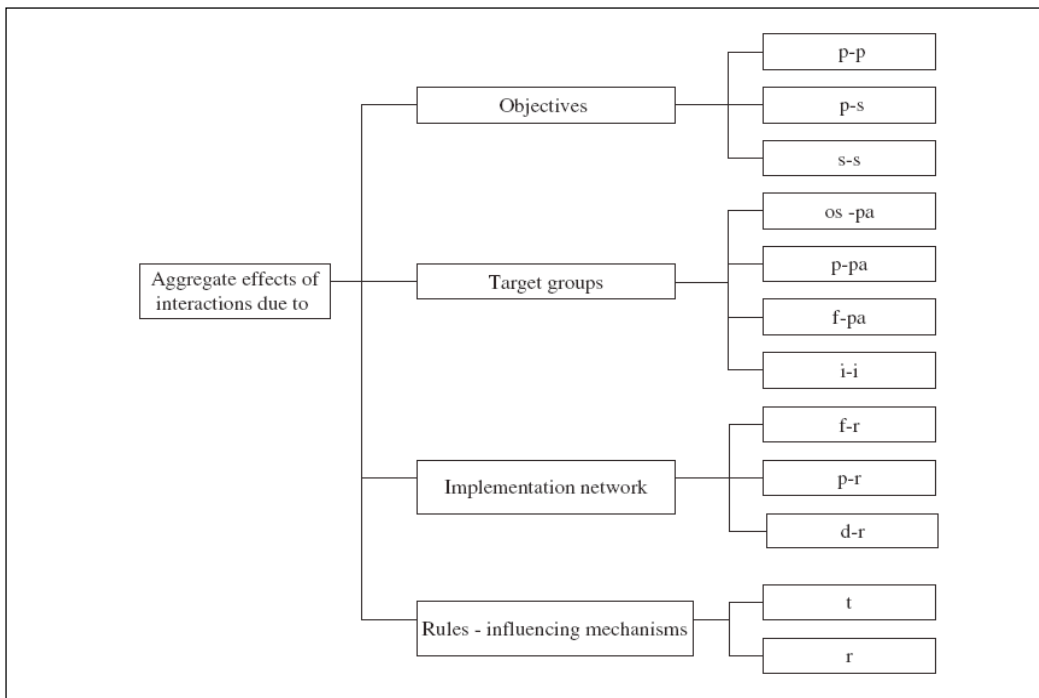 p-p
Objectives
p-s
s-s
os -pa
Aggregate effects of
interactions due to
Target groups
p-pa
f-pa
i-i
f-r
Implementation network
p-r
d-r
t
Rules - influencing mechanisms
r